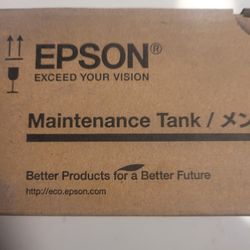 EPSON®
EXCEED YOUR VISION
Maintenance Tank / メン
Better Products for a Better Future
http://eco.epson.com